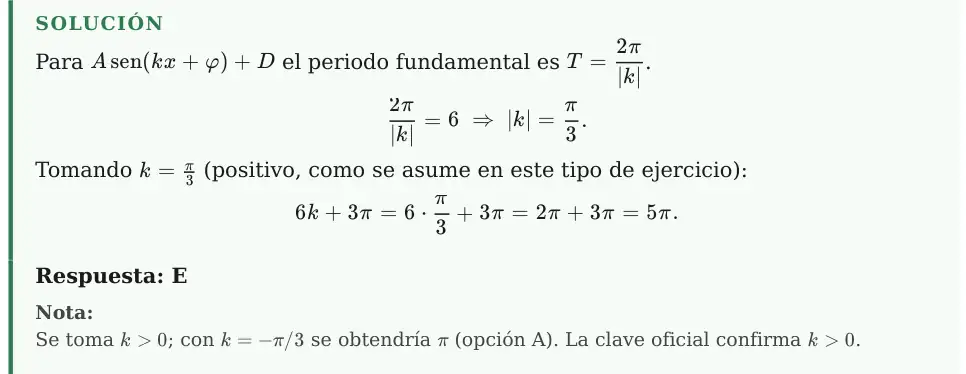 SOLUCIÓN
Para A sen(kx + φ) + D el periodo fundamental es T = 2π/|k|.
2π/|k| = 6 ⇒ |k| = π/3.
Tomando k = π/3 (positivo, como se asume en este tipo de ejercicio):
6k + 3π = 6 · π/3 + 3π = 2π + 3π = 5π.
Respuesta: E
Nota:
Se toma k > 0; con k = −π/3 se obtendría π (opción A). La clave oficial confirma k > 0.